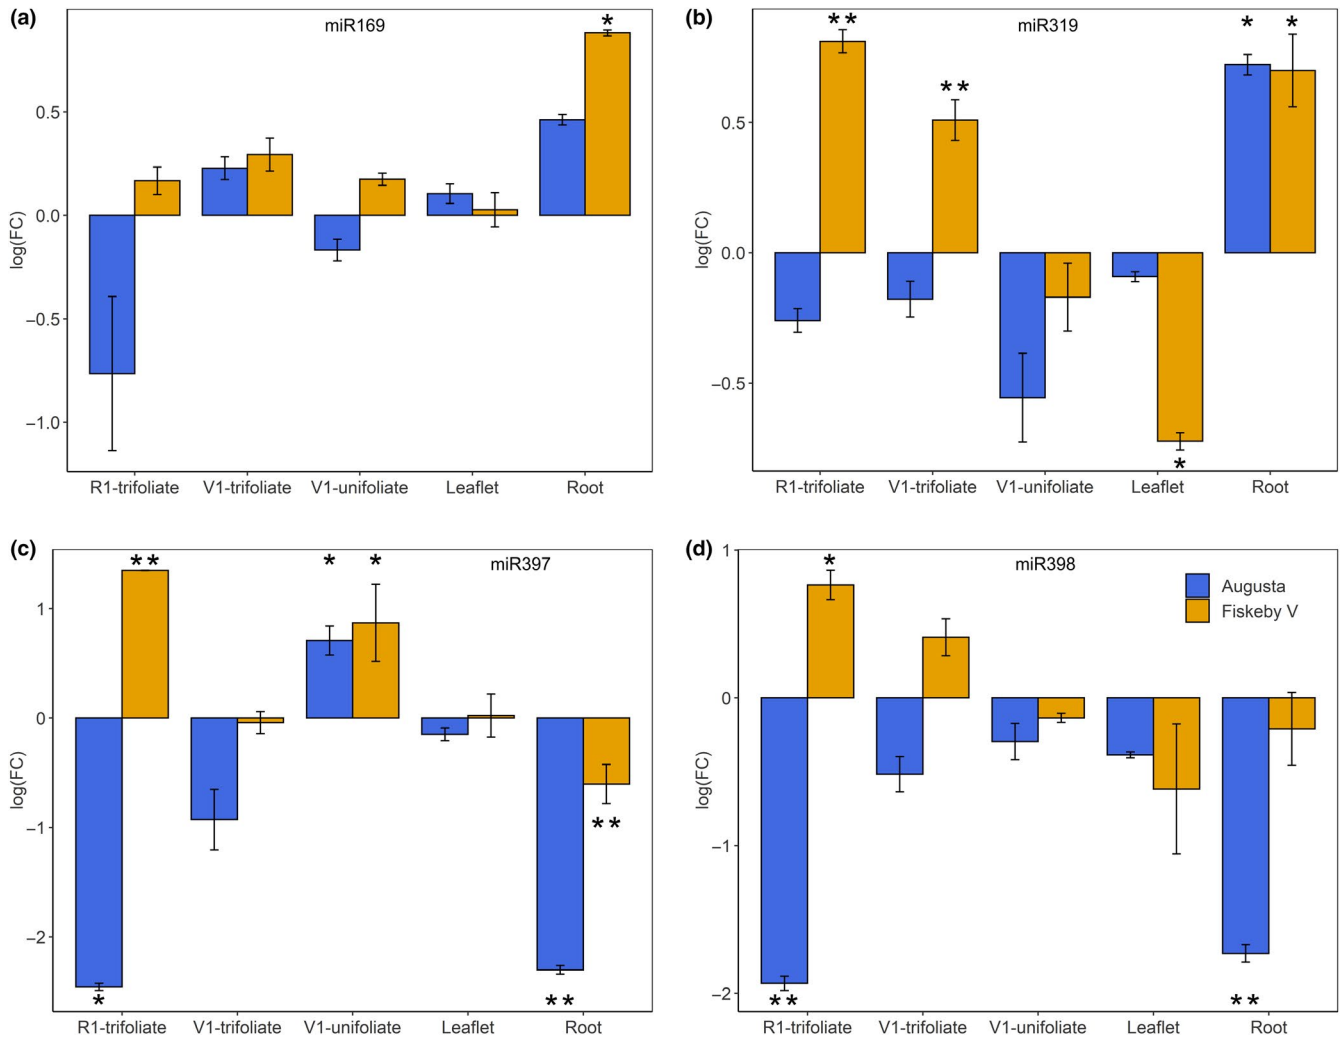 (a)
miR169
*
0.5
0.0
−0.5
−1.0
log(FC)
R1-trifoliate V1-trifoliate V1-unifoliate Leaflet Root
(b)
miR319
** ** * * *
0.5
0.0
−0.5
log(FC)
R1-trifoliate V1-trifoliate V1-unifoliate Leaflet Root
(c)
miR397
** * *
1
0
−1
−2
log(FC)
**
* **
R1-trifoliate V1-trifoliate V1-unifoliate Leaflet Root
(d)
miR398
*
Augusta
Fiskeby V
1
0
−1
−2
log(FC)
** **
R1-trifoliate V1-trifoliate V1-unifoliate Leaflet Root